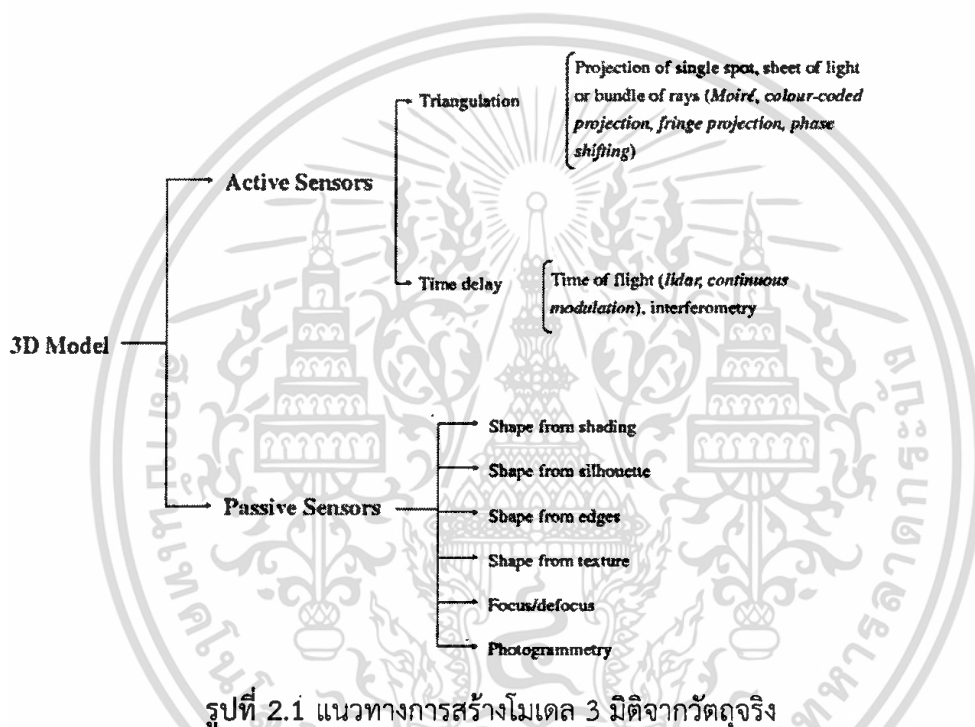 Projection of single spot, sheet of light
or bundle of rays (Moiré, colour-coded
projection, fringe projection, phase
shifting)
Triangulation
Active Sensors
Time delay
Time of flight (lidar, continuous
modulation), interferometry
3D Model
Shape from shading
Shape from silhouette
Passive Sensors
Shape from edges
Shape from texture
Focus/defocus
Photogrammetry
รูปที่ 2.1 แนวทางการสร้างโมเดล 3 มิติจากวัตถุจริง